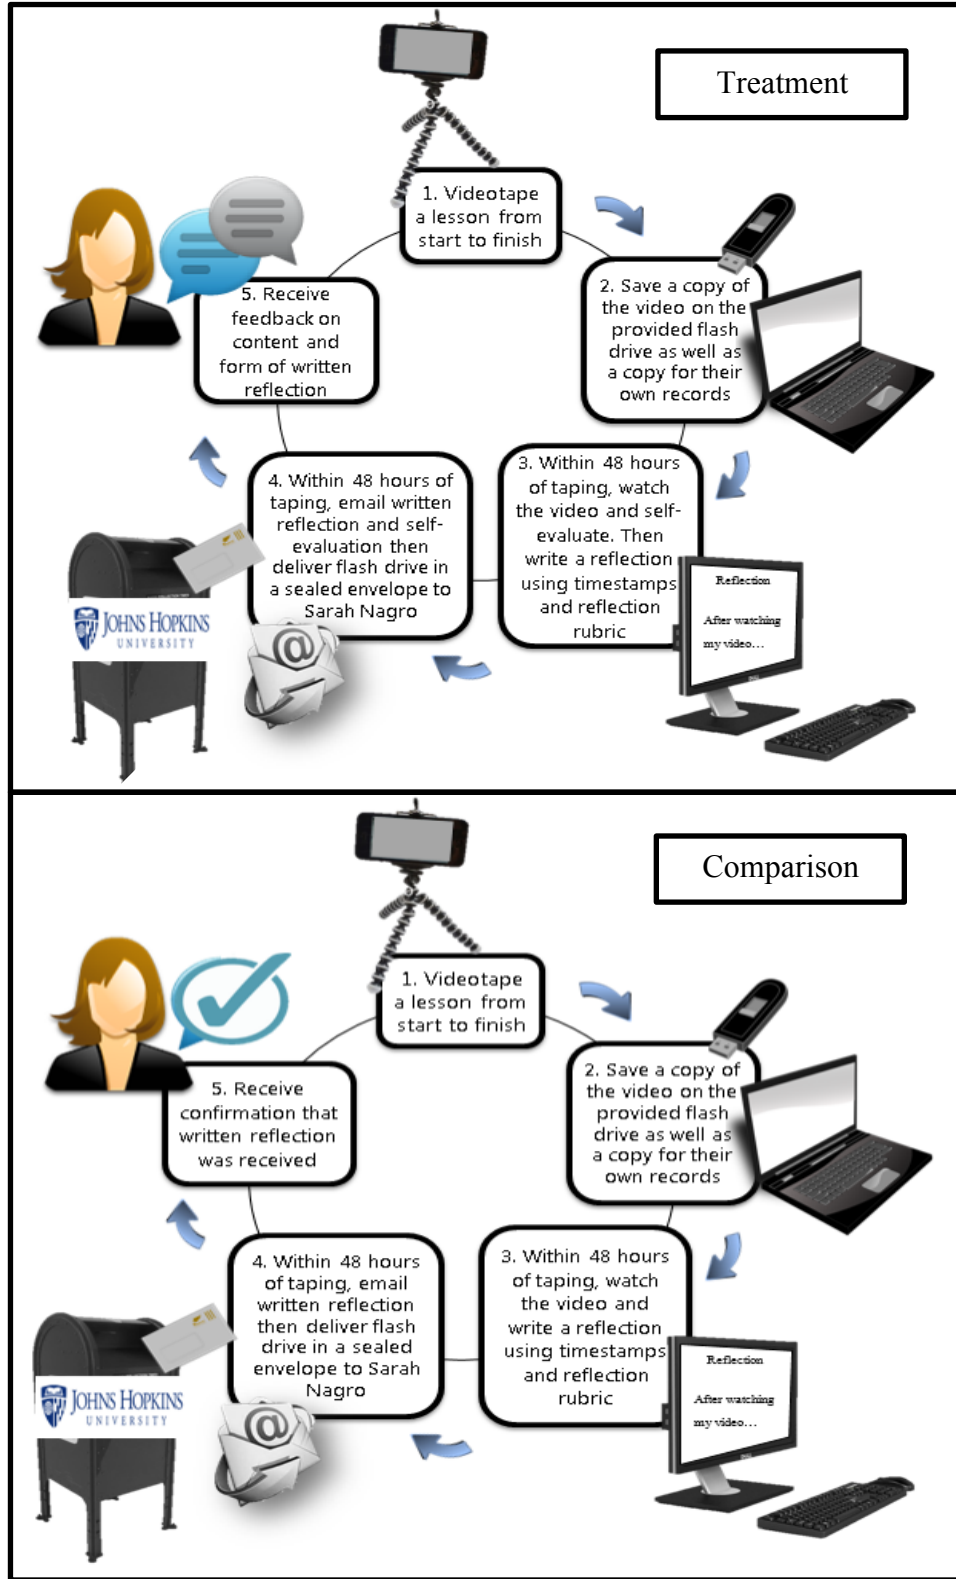 Treatment
1. Videotape
a lesson from
start to finish
2. Save a copy of
the video on the
provided flash
drive as well as
a copy for their
own records
3. Within 48 hours
of taping, watch
the video and self-
evaluate. Then
write a reflection
using timestamps
and reflection
rubric
Reflection
After watching
my video...
4. Within 48 hours of
taping, email written
reflection and self-
evaluation then
deliver flash drive in
a sealed envelope to
Sarah Nagro
JOHNS HOPKINS
UNIVERSITY
5. Receive
feedback on
content and
form of written
reflection
Comparison
1. Videotape
a lesson from
start to finish
2. Save a copy of
the video on the
provided flash
drive as well as
a copy for their
own records
3. Within 48 hours
of taping, watch
the video and
write a reflection
using timestamps
and reflection
rubric
Reflection
After watching
my video...
4. Within 48 hours
of taping, email
written reflection
then deliver flash
drive in a sealed
envelope to Sarah
Nagro
JOHNS HOPKINS
UNIVERSITY
5. Receive
confirmation that
written reflection
was received